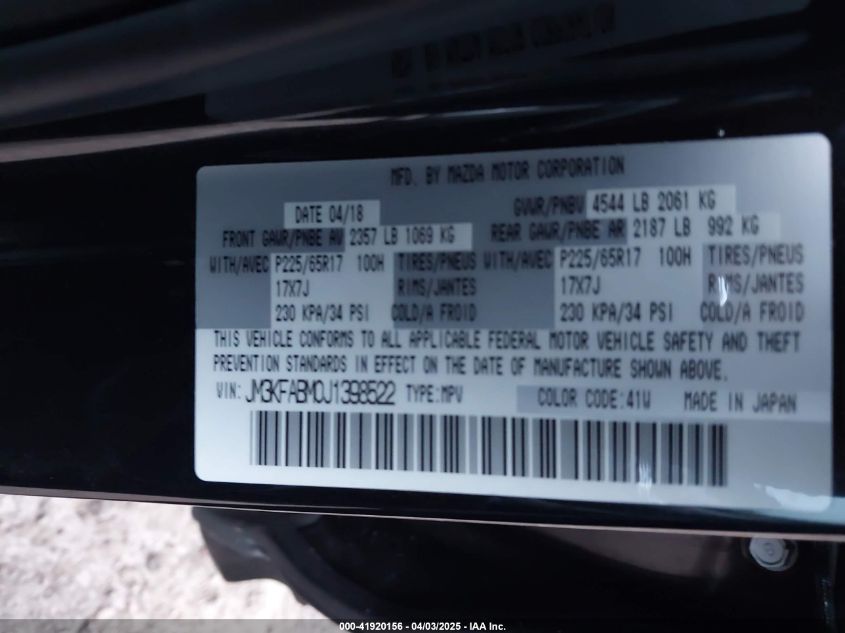 MFD. BY MAZDA MOTOR CORPORATION
DATE 04/18 GVWR/PNBV 4544 LB 2061 KG
FRONT GAWR/PNBE AV 2357 LB 1069 KG REAR GAWR/PNBE AR 2187 LB 992 KG
WITH/AVEC P225/65R17 100H TIRES/PNEUS WITH/AVEC P225/65R17 100H TIRES/PNEUS
17X7J RIMS/JANTES 17X7J RIMS/JANTES
230 KPA/34 PSI COLD/A FROID 230 KPA/34 PSI COLD/A FROID
THIS VEHICLE CONFORMS TO ALL APPLICABLE FEDERAL MOTOR VEHICLE SAFETY AND THEFT
PREVENTION STANDARDS IN EFFECT ON THE DATE OF MANUFACTURE SHOWN ABOVE.
VIN: JM3KFABM0J1398522 TYPE:MPV COLOR CODE:41W MADE IN JAPAN
000-41920156 - 04/03/2025 - IAA Inc.